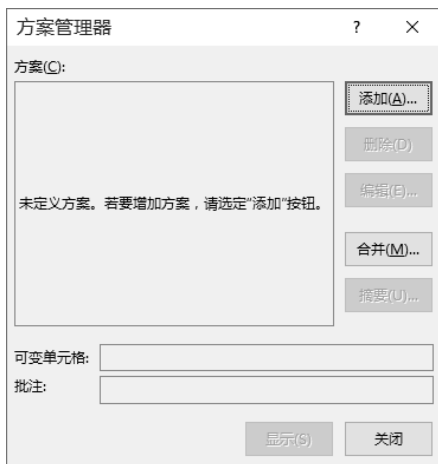 方案管理器 ? ×
方案(C):
添加(A)...
删除(D)
未定义方案。若要增加方案，请选定"添加"按钮。
编辑(E)...
合并(M)...
摘要(U)...
可变单元格:
批注:
显示(S)
关闭